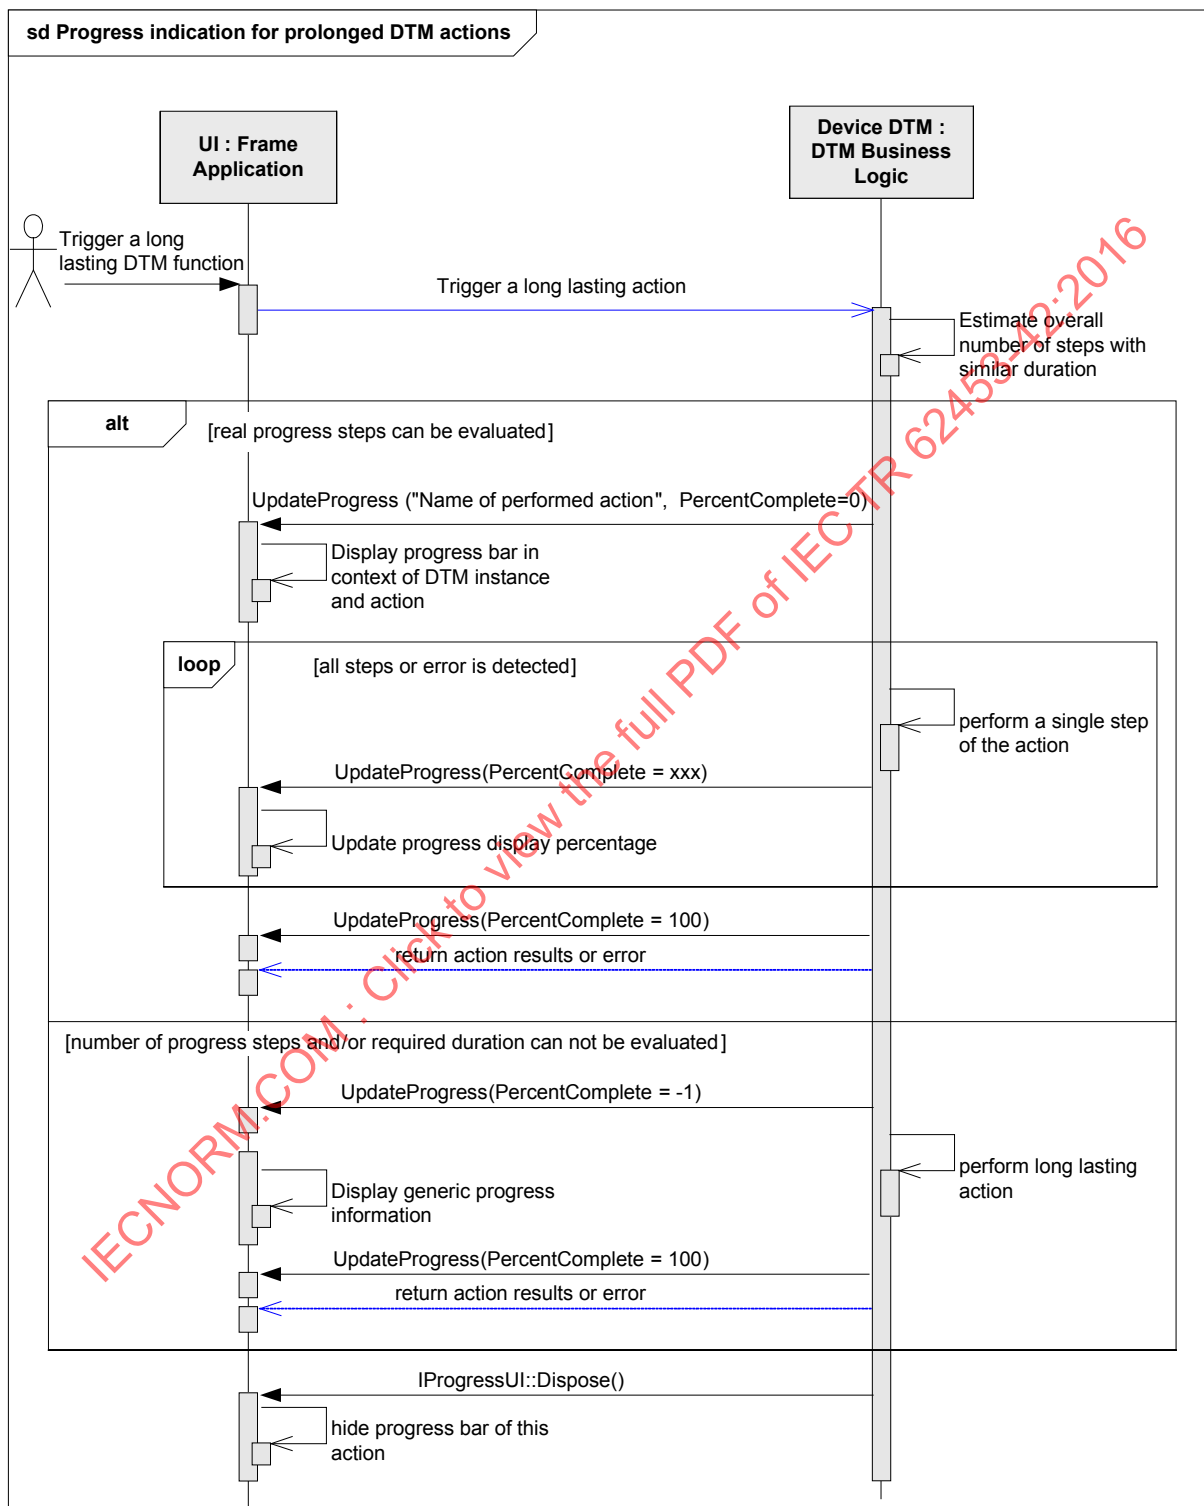 sd Progress indication for prolonged DTM actions
UI : Frame
Application
Device DTM :
DTM Business
Logic
Trigger a long
lasting DTM function
Trigger a long lasting action
Estimate overall
number of steps with
similar duration
alt
[real progress steps can be evaluated]
UpdateProgress ("Name of performed action", PercentComplete=0)
Display progress bar in
context of DTM instance
and action
loop
[all steps or error is detected]
perform a single step
of the action
UpdateProgress(PercentComplete = xxx)
Update progress display percentage
UpdateProgress(PercentComplete = 100)
return action results or error
[number of progress steps and/or required duration can not be evaluated]
UpdateProgress(PercentComplete = -1)
perform long lasting
action
Display generic progress
information
UpdateProgress(PercentComplete = 100)
return action results or error
IProgressUI::Dispose()
hide progress bar of this
action
IECNORM.COM : Click to view the full PDF of IEC TR 62453-42:2016